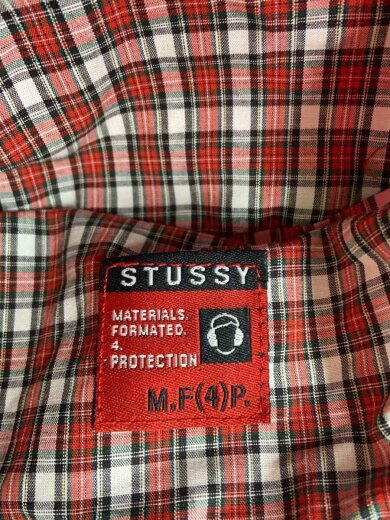 STUSSY
MATERIALS.
FORMATED.
4.
PROTECTION
M.F(4)P.